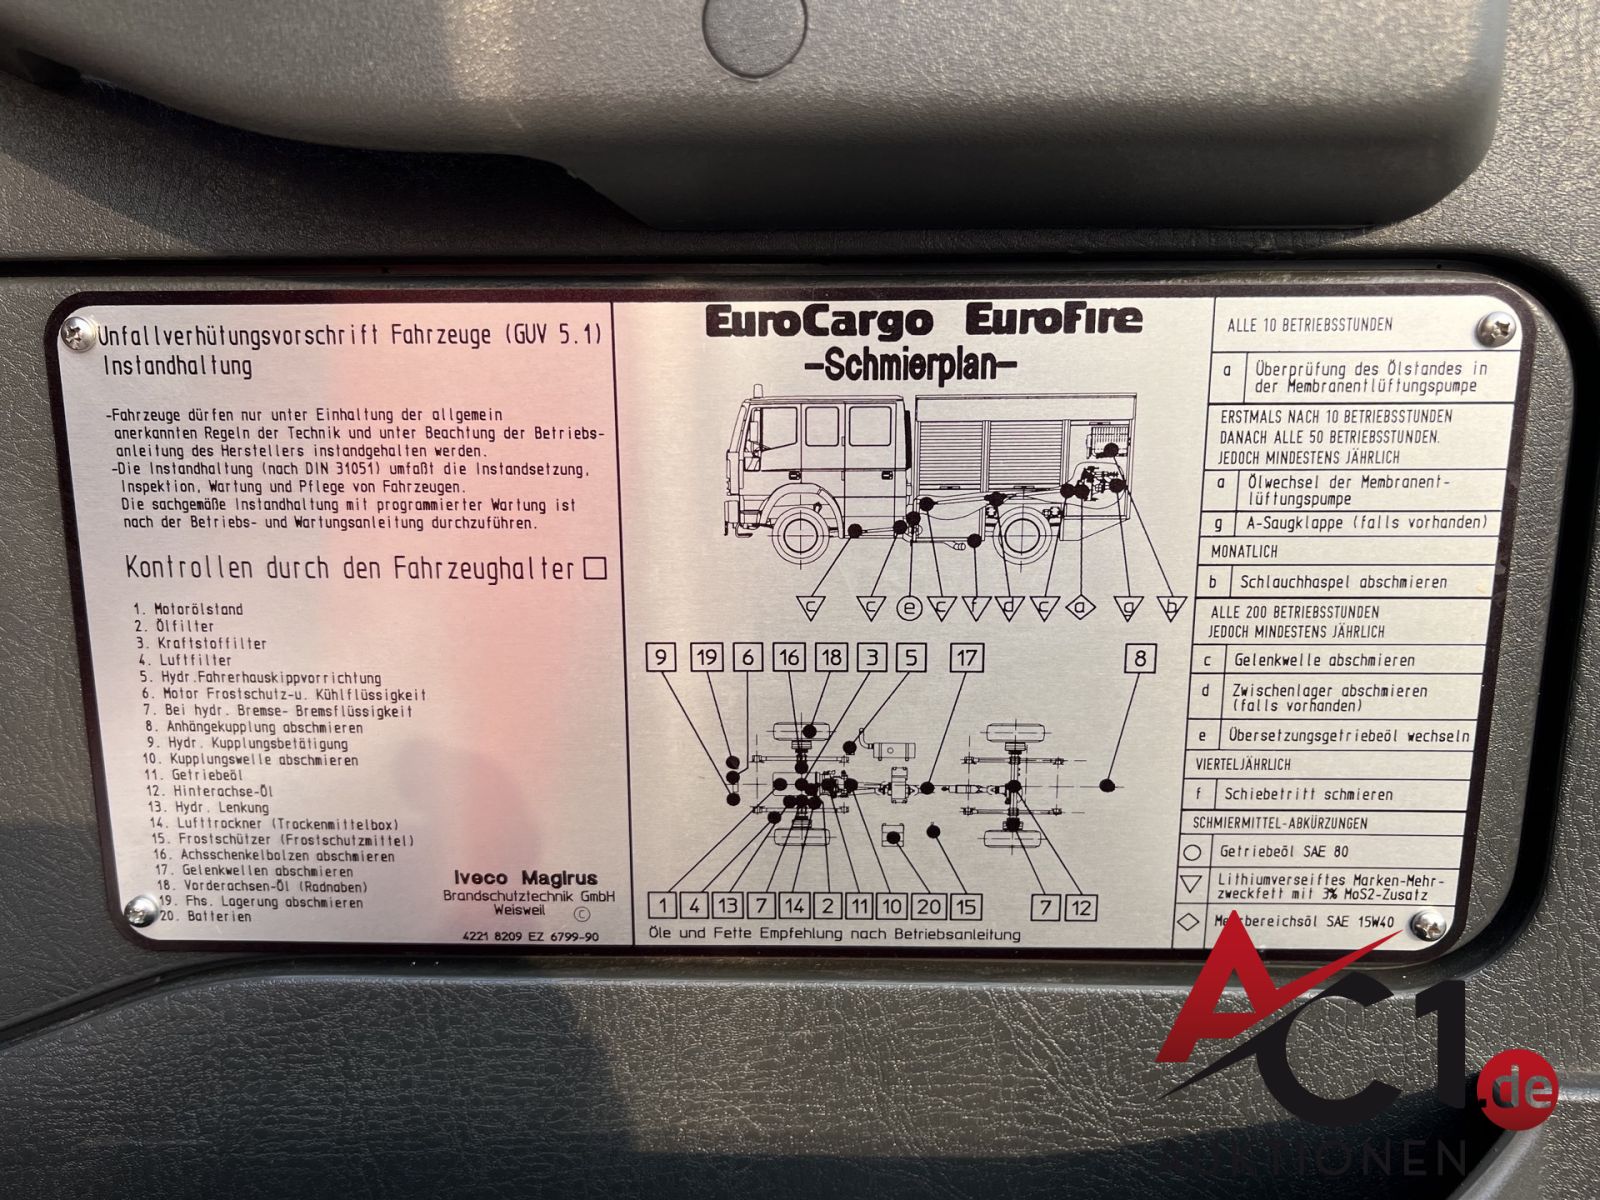 Unfallverhütungsvorschrift Fahrzeuge (GUV 5.1)
Instandhaltung
-Fahrzeuge dürfen nur unter Einhaltung der allgemein
anerkannten Regeln der Technik und unter Beachtung der Betriebs-
anleitung des Herstellers instandgehalten werden.
-Die Instandhaltung (nach DIN 31051) umfaßt die Instandsetzung,
Inspektion, Wartung und Pflege von Fahrzeugen.
Die sachgemäße Instandhaltung mit programmierter Wartung ist
nach der Betriebs- und Wartungsanleitung durchzuführen.
Kontrollen durch den Fahrzeughalter
1. Motorölstand
2. Ölfilter
3. Kraftstoffilter
4. Luftfilter
5. Hydr.Fahrerhauskippvorrichtung
6. Motor Frostschutz-u. Kühlflüssigkeit
7. Bei hydr. Bremse- Bremsflüssigkeit
8. Anhängekupplung abschmieren
9. Hydr. Kupplungsbetätigung
10. Kupplungswelle abschmieren
11. Getriebeöl
12. Hinterachse-Öl
13. Hydr. Lenkung
14. Lufttrockner (Trockenmittelbox)
15. Frostschützer (Frostschutzmittel)
16. Achsschenkelbolzen abschmieren
17. Gelenkwellen abschmieren
18. Vorderachsen-Öl (Radnaben)
19. Fhs. Lagerung abschmieren
20. Batterien
Iveco Magirus
Brandschutztechnik GmbH
Weisweil ©
4221 8209 EZ 6799-90
EuroCargo EuroFire
-Schmierplan-
c c e c f d c a g b
9 19 6 16 18 3 5 17 8
1 4 13 7 14 2 11 10 20 15 7 12
Öle und Fette Empfehlung nach Betriebsanleitung
ALLE 10 BETRIEBSSTUNDEN
a Überprüfung des Ölstandes in
der Membranentlüftungspumpe
ERSTMALS NACH 10 BETRIEBSSTUNDEN
DANACH ALLE 50 BETRIEBSSTUNDEN.
JEDOCH MINDESTENS JÄHRLICH
a Ölwechsel der Membranent-
lüftungspumpe
g A-Saugklappe (falls vorhanden)
MONATLICH
b Schlauchhaspel abschmieren
ALLE 200 BETRIEBSSTUNDEN
JEDOCH MINDESTENS JÄHRLICH
c Gelenkwelle abschmieren
d Zwischenlager abschmieren
(falls vorhanden)
e Übersetzungsgetriebeöl wechseln
VIERTELJÄHRLICH
f Schiebetritt schmieren
SCHMIERMITTEL-ABKÜRZUNGEN
Getriebeöl SAE 80
Lithiumverseiftes Marken-Mehr-
zweckfett mit 3% MoS2-Zusatz
Mehrbereichsöl SAE 15W40
AC1.de
AUKTIONEN